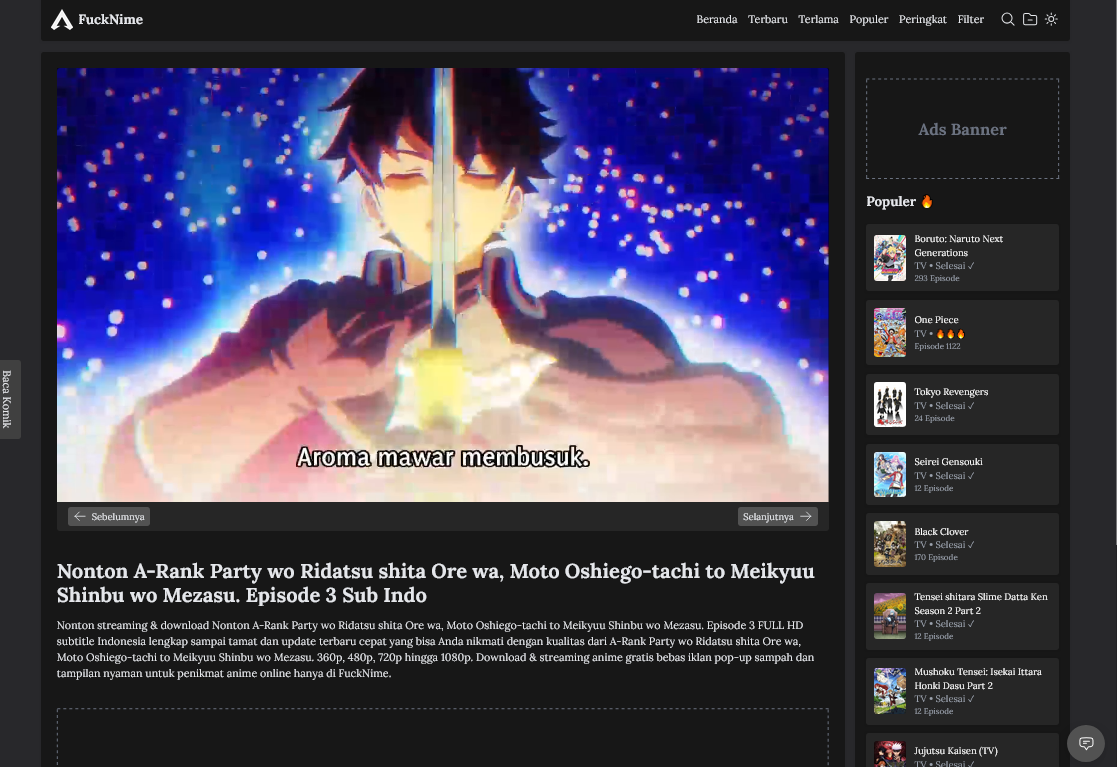 FuckNime
Beranda Terbaru Terlama Populer Peringkat Filter
Aroma mawar membusuk.
Sebelumnya
Selanjutnya
Baca Komik
Nonton A-Rank Party wo Ridatsu shita Ore wa, Moto Oshiego-tachi to Meikyuu
Shinbu wo Mezasu. Episode 3 Sub Indo
Nonton streaming & download Nonton A-Rank Party wo Ridatsu shita Ore wa, Moto Oshiego-tachi to Meikyuu Shinbu wo Mezasu. Episode 3 FULL HD
subtitle Indonesia lengkap sampai tamat dan update terbaru cepat yang bisa Anda nikmati dengan kualitas dari A-Rank Party wo Ridatsu shita Ore wa,
Moto Oshiego-tachi to Meikyuu Shinbu wo Mezasu. 360p, 480p, 720p hingga 1080p. Download & streaming anime gratis bebas iklan pop-up sampah dan
tampilan nyaman untuk penikmat anime online hanya di FuckNime.
Ads Banner
Populer 🔥
Boruto: Naruto Next
Generations
TV • Selesai ✓
293 Episode
One Piece
TV • 🔥🔥🔥
Episode 1122
Tokyo Revengers
TV • Selesai ✓
24 Episode
Seirei Gensouki
TV • Selesai ✓
12 Episode
Black Clover
TV • Selesai ✓
170 Episode
Tensei shitara Slime Datta Ken
Season 2 Part 2
TV • Selesai ✓
12 Episode
Mushoku Tensei: Isekai Ittara
Honki Dasu Part 2
TV • Selesai ✓
12 Episode
Jujutsu Kaisen (TV)
TV • Selesai ✓